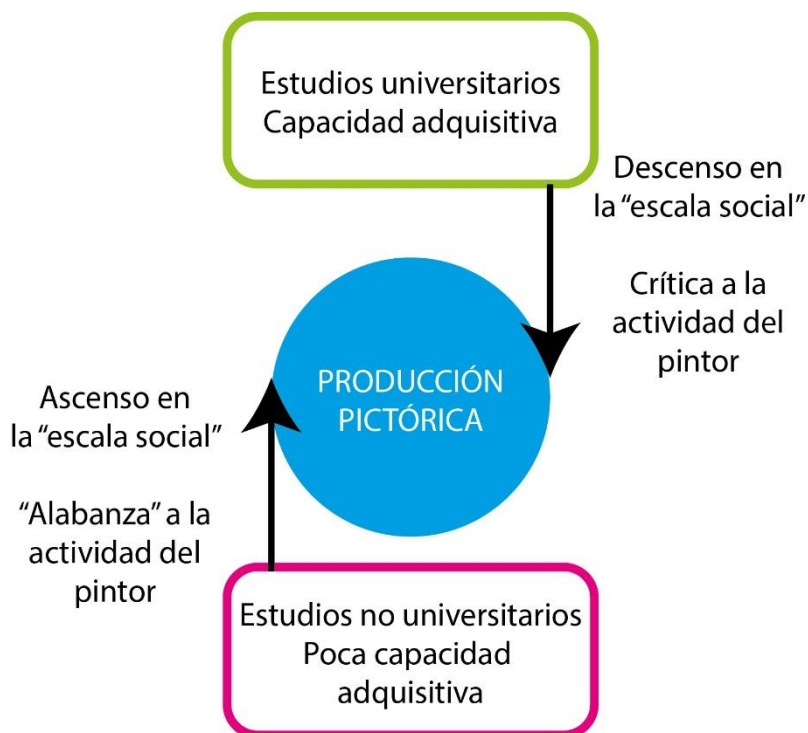 Estudios universitarios
Capacidad adquisitiva
Descenso en
la “escala social”
Crítica a la
actividad del
pintor
PRODUCCIÓN
PICTÓRICA
Ascenso en
la “escala social”
“Alabanza” a la
actividad del
pintor
Estudios no universitarios
Poca capacidad
adquisitiva